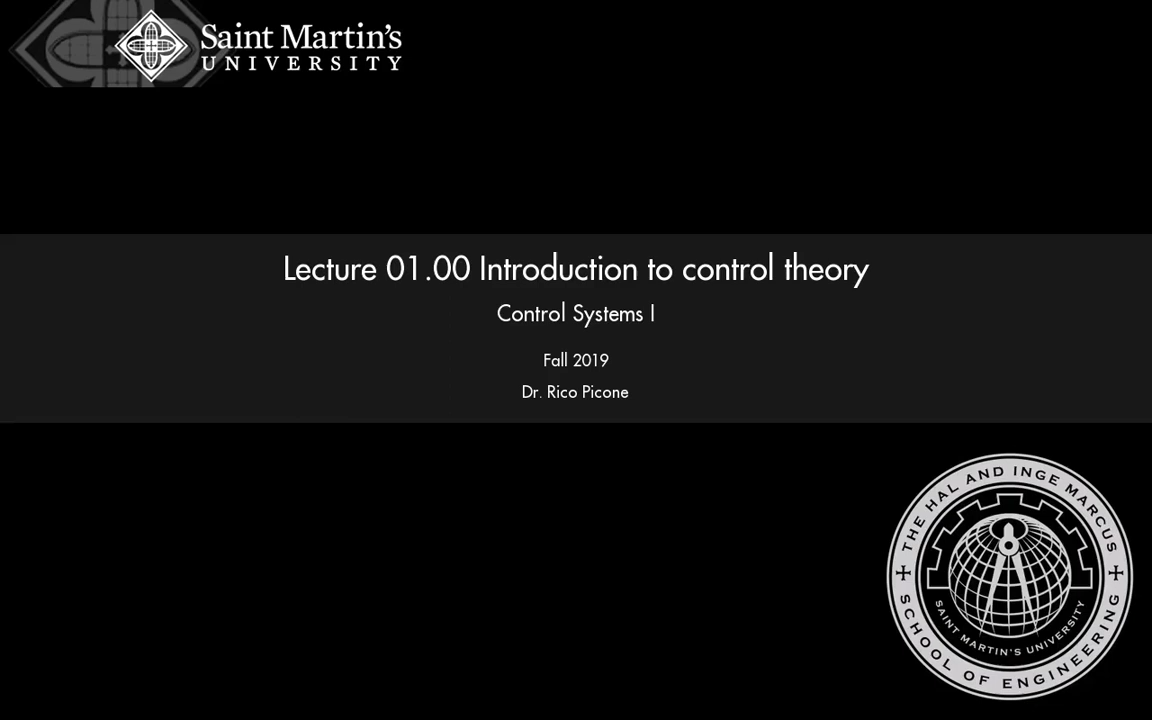 Saint Martin's
UNIVERSITY
Lecture 01.00 Introduction to control theory
Control Systems I
Fall 2019
Dr. Rico Picone
THE HAL AND INGE MARCUS
SCHOOL OF ENGINEERING
SAINT MARTIN'S UNIVERSITY